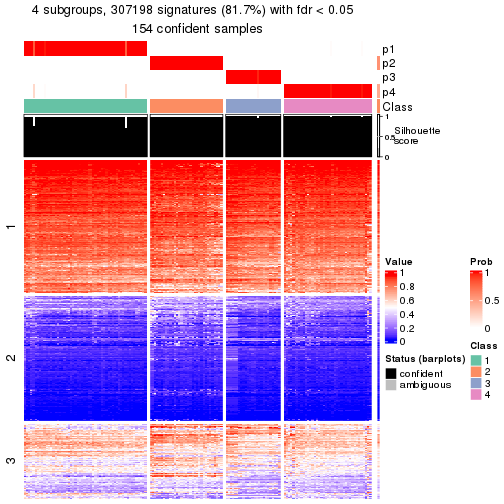 4 subgroups, 307198 signatures (81.7%) with fdr < 0.05
154 confident samples
p1
p2
p3
p4
Class
1
0.5
0
Silhouette
score
1
2
3
Value
1
0.8
0.6
0.4
0.2
0
Status (barplots)
confident
ambiguous
Prob
1
0.5
0
Class
1
2
3
4